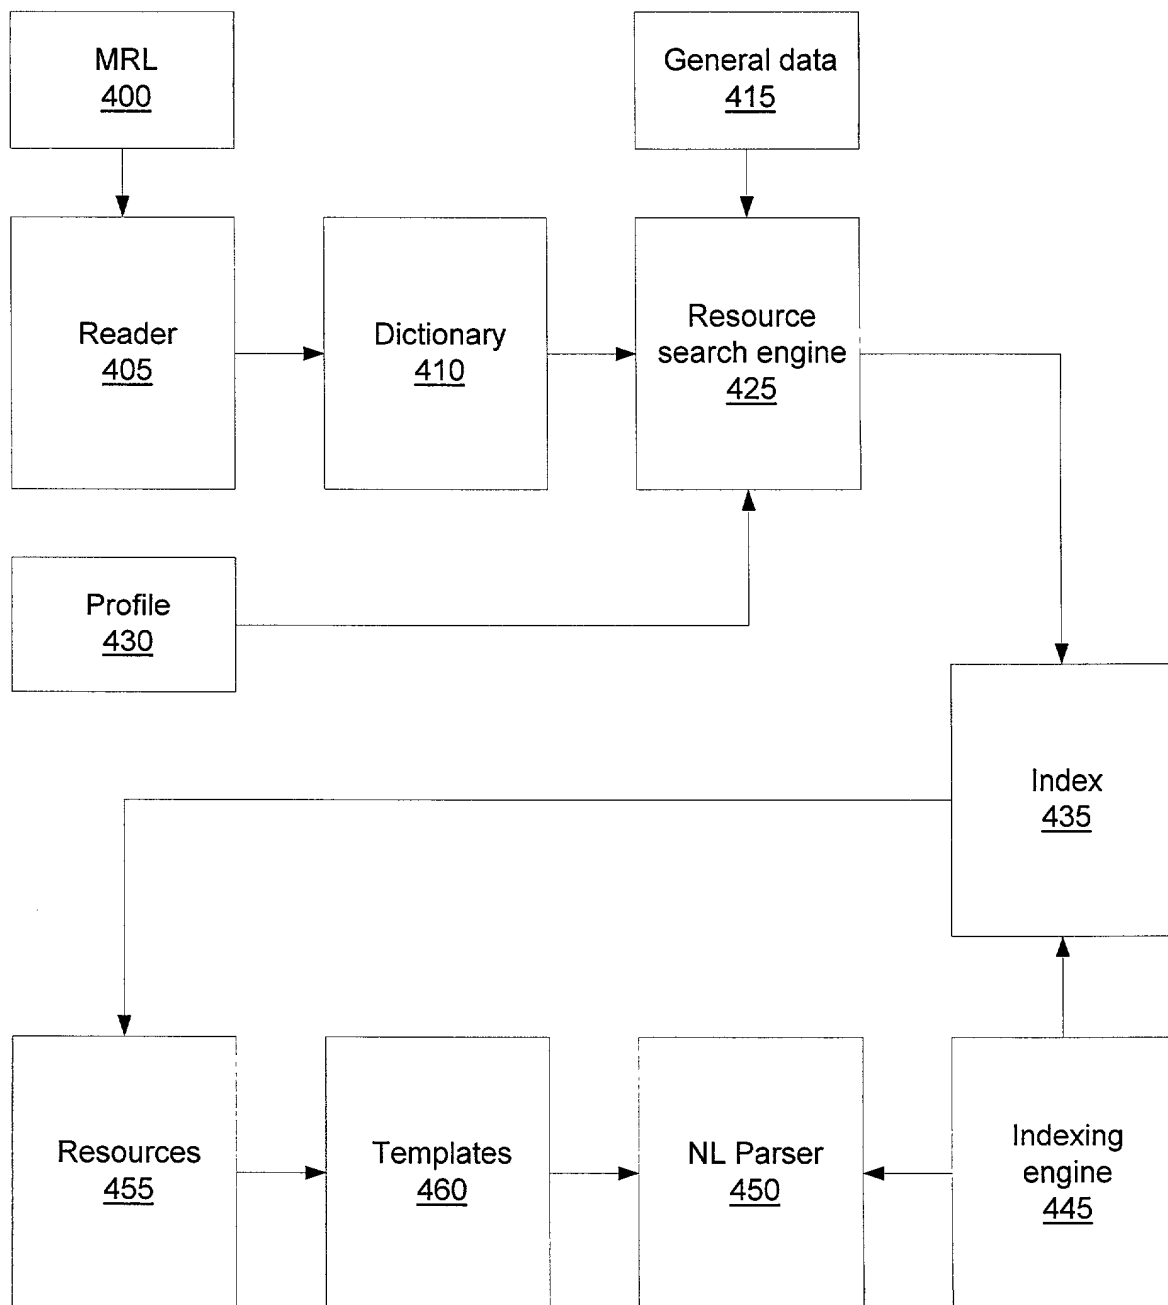 MRL
400
General data
415
Reader
405
Dictionary
410
Resource
search engine
425
Profile
430
Index
435
Resources
455
Templates
460
NL Parser
450
Indexing
engine
445